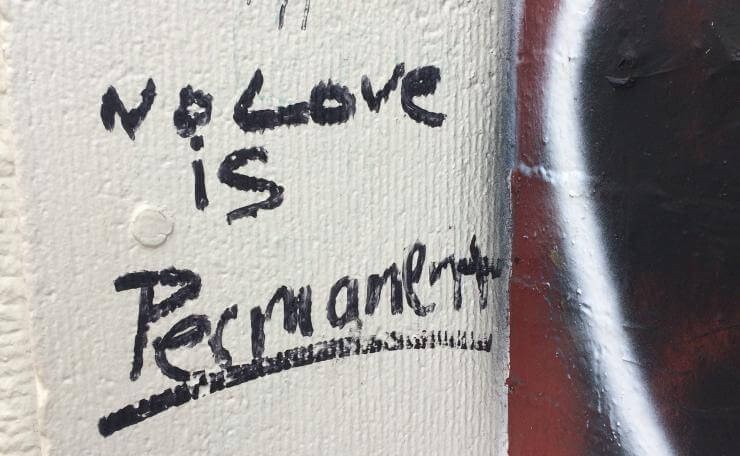 No Love
is
Permanent